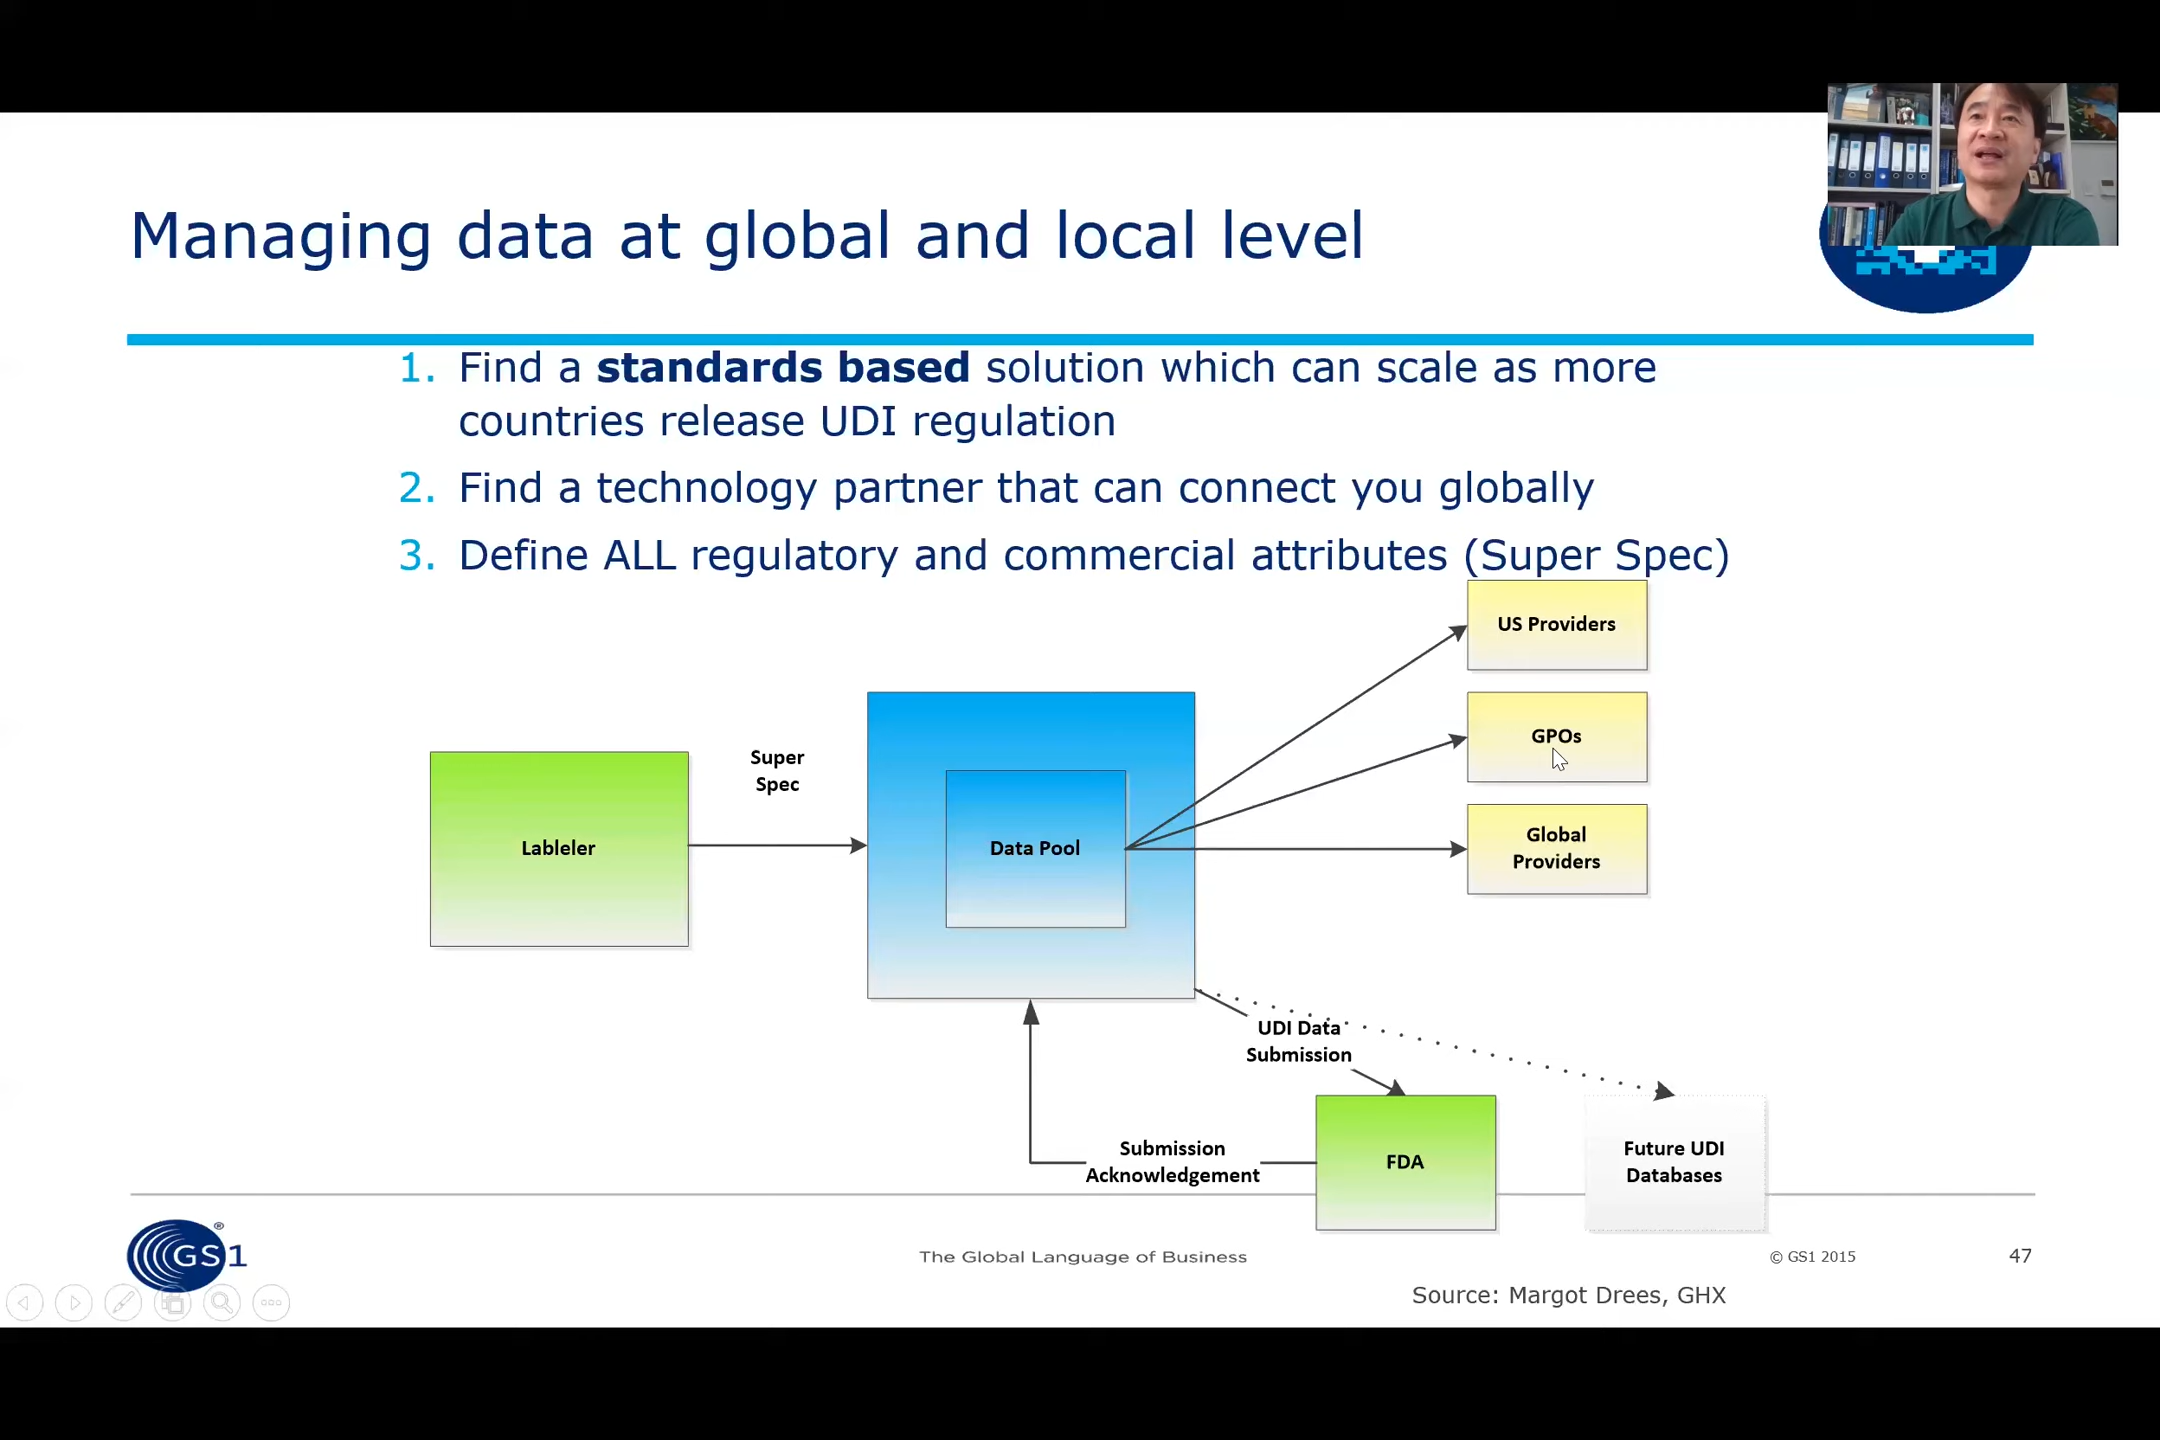 Managing data at global and local level
1. Find a standards based solution which can scale as more
countries release UDI regulation
2. Find a technology partner that can connect you globally
3. Define ALL regulatory and commercial attributes (Super Spec)
US Providers
GPOs
Global
Providers
Super
Spec
Lableler
Data Pool
UDI Data
Submission
Submission
Acknowledgement
FDA
Future UDI
Databases
GS1®
The Global Language of Business
© GS1 2015
47
Source: Margot Drees, GHX